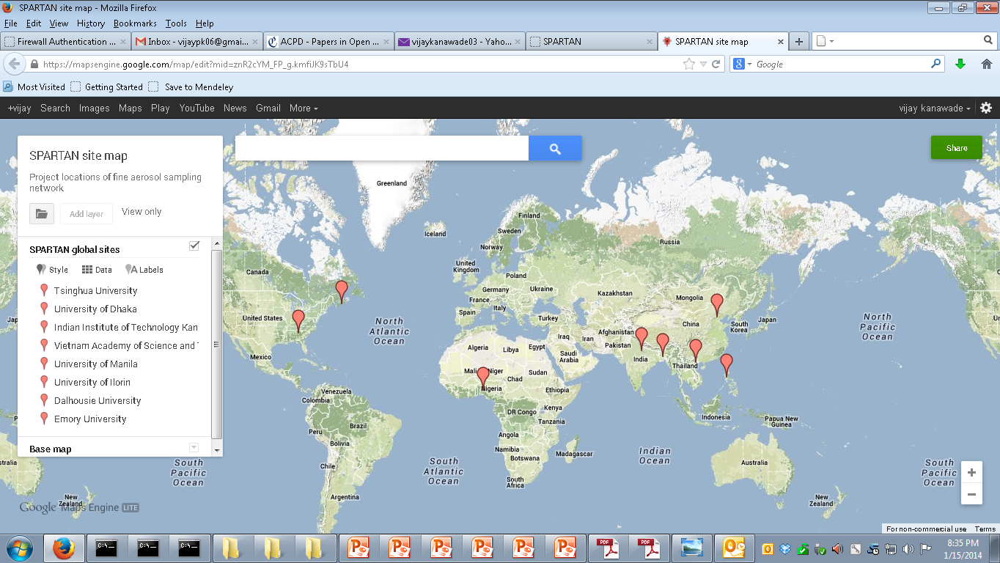 SPARTAN site map - Mozilla Firefox
File Edit View History Bookmarks Tools Help
Firewall Authentication ...
Inbox - vijaypk06@gmai...
ACPD - Papers in Open ...
vijaykanawade03 - Yahoo...
SPARTAN
SPARTAN site map
https://mapsengine.google.com/map/edit?mid=znR2cYM_FP_g.kmfiJK9sTbU4
Google
Most Visited Getting Started Save to Mendeley
+vijay Search Images Maps Play YouTube News Gmail More
vijay kanawade
SPARTAN site map
Project locations of fine aerosol sampling
network
Add layer
View only
SPARTAN global sites
Style Data Labels
Tsinghua University
University of Dhaka
Indian Institute of Technology Kan
Vietnam Academy of Science and
University of Manila
University of Ilorin
Dalhousie University
Emory University
Base map
Share
Greenland
Iceland
Finland
Sweden
Norway
Russia
United
Kingdom
Poland
Germany
Ukraine
France
Italy
Spain
Turkey
Kazakhstan
Mongolia
China
South
Korea
Japan
Afghanistan
Pakistan
Iraq
Iran
Saudi
Arabia
India
Thailand
Algeria
Libya
Egypt
Mali
Niger
Chad
Sudan
Nigeria
Ethiopia
Kenya
DR Congo
Tanzania
Angola
Namibia
Botswana
Madagascar
South
Africa
Indonesia
Papua New
Guinea
Australia
New
Zealand
Canada
United States
Mexico
Venezuela
Colombia
Brazil
Peru
Bolivia
Chile
Argentina
North
Atlantic
Ocean
South
Atlantic
Ocean
Indian
Ocean
North
Pacific
Ocean
South
Pacific
Ocean
South
Pacific
Ocean
Jap
stralia
New
Zealand
Google Maps Engine LITE
For non-commercial use Terms
8:35 PM
1/15/2014